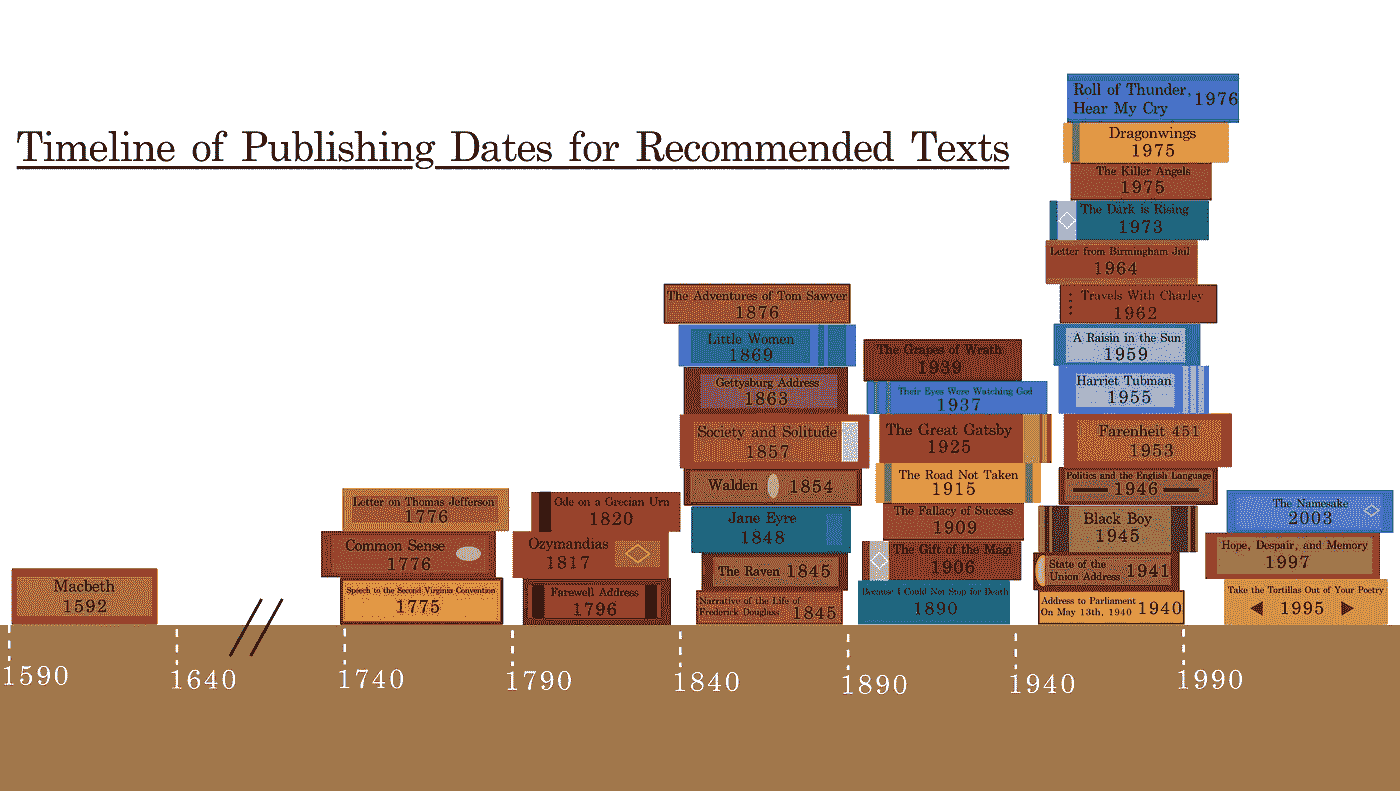 Timeline of Publishing Dates for Recommended Texts
Macbeth
1592
Letter on Thomas Jefferson
1776
Common Sense
1776
Speech to the Second Virginia Convention
1775
Ode on a Grecian Urn
1820
Ozymandias
1817
Farewell Address
1796
The Adventures of Tom Sawyer
1876
Little Women
1869
Gettysburg Address
1863
Society and Solitude
1857
Walden 1854
Jane Eyre
1848
The Raven 1845
Narrative of the Life of
Frederick Douglass 1845
The Grapes of Wrath
1939
Their Eyes Were Watching God
1937
The Great Gatsby
1925
The Road Not Taken
1915
The Fallacy of Success
1909
The Gift of the Magi
1906
Because I Could Not Stop for Death
1890
Roll of Thunder,
Hear My Cry 1976
Dragonwings
1975
The Killer Angels
1975
The Dark is Rising
1973
Letter from Birmingham Jail
1964
Travels With Charley
1962
A Raisin in the Sun
1959
Harriet Tubman
1955
Farenheit 451
1953
Politics and the English Language
1946
Black Boy
1945
State of the
Union Address 1941
Address to Parliament
On May 13th, 1940 1940
The Namesake
2003
Hope, Despair, and Memory
1997
Take the Tortillas Out of Your Poetry
1995
1590 1640 1740 1790 1840 1890 1940 1990